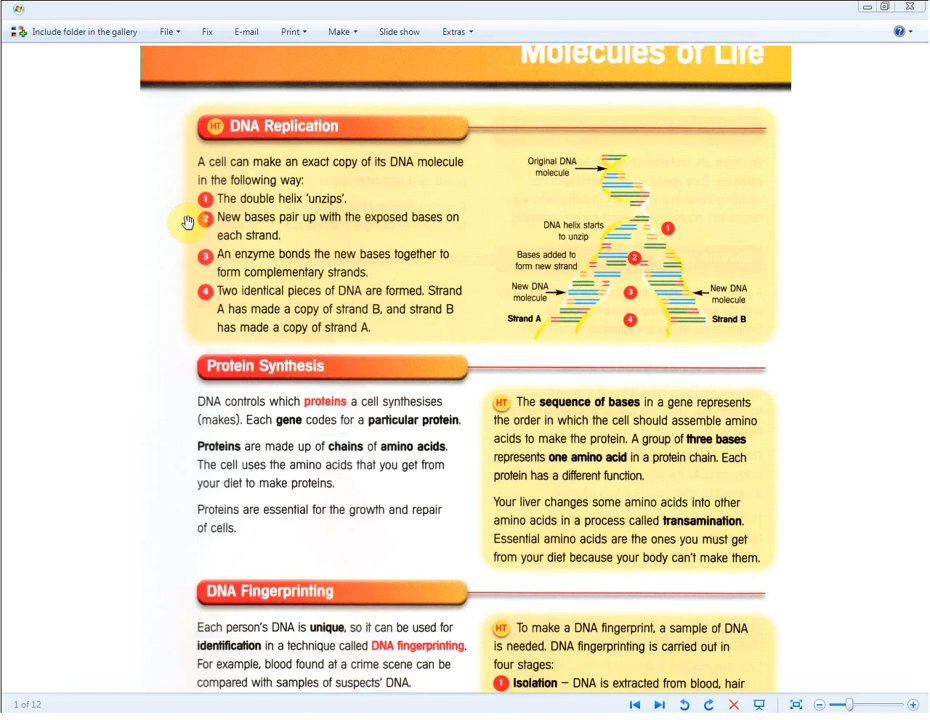 Include folder in the gallery File Fix E-mail Print Make Slide show Extras
Molecules of Life
HT DNA Replication
A cell can make an exact copy of its DNA molecule
in the following way:
1 The double helix 'unzips'.
2 New bases pair up with the exposed bases on
each strand.
3 An enzyme bonds the new bases together to
form complementary strands.
4 Two identical pieces of DNA are formed. Strand
A has made a copy of strand B, and strand B
has made a copy of strand A.
Original DNA
molecule
DNA helix starts
to unzip
1
Bases added to
form new strand
2
New DNA
molecule
3
New DNA
molecule
Strand A
4
Strand B
Protein Synthesis
DNA controls which proteins a cell synthesises
(makes). Each gene codes for a particular protein.
Proteins are made up of chains of amino acids.
The cell uses the amino acids that you get from
your diet to make proteins.
Proteins are essential for the growth and repair
of cells.
HT The sequence of bases in a gene represents
the order in which the cell should assemble amino
acids to make the protein. A group of three bases
represents one amino acid in a protein chain. Each
protein has a different function.
Your liver changes some amino acids into other
amino acids in a process called transamination.
Essential amino acids are the ones you must get
from your diet because your body can't make them.
DNA Fingerprinting
Each person's DNA is unique, so it can be used for
identification in a technique called DNA fingerprinting.
For example, blood found at a crime scene can be
compared with samples of suspects' DNA.
HT To make a DNA fingerprint, a sample of DNA
is needed. DNA fingerprinting is carried out in
four stages:
1 Isolation – DNA is extracted from blood, hair
1 of 12